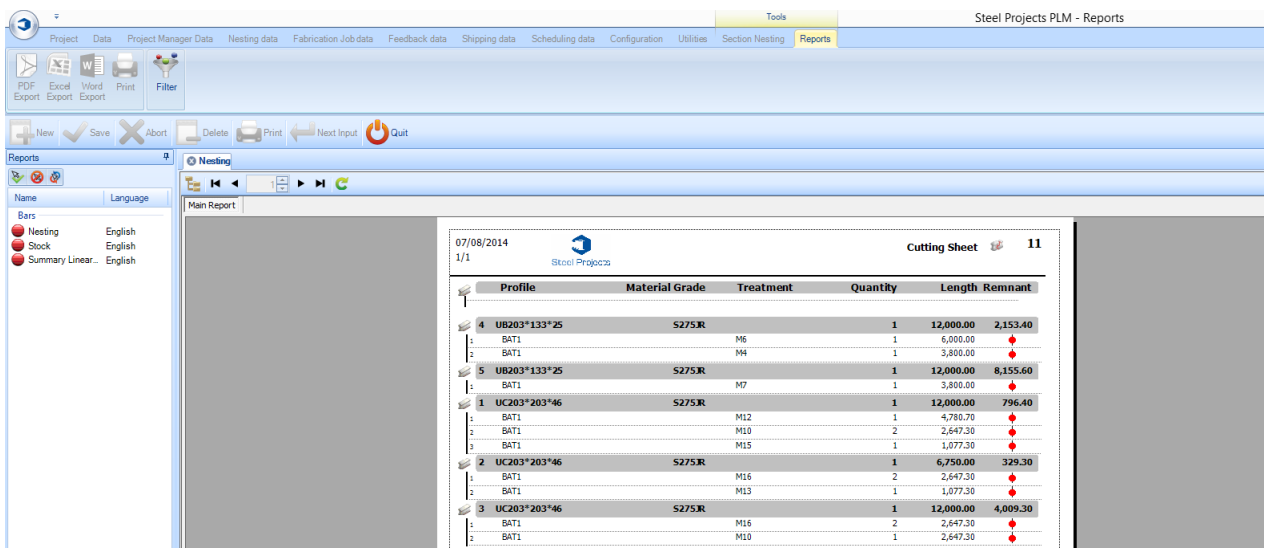 Tools
Steel Projects PLM - Reports
Project Data Project Manager Data Nesting data Fabrication Job data Feedback data Shipping data Scheduling data Configuration Utilities Section Nesting Reports
PDF Export Excel Export Word Export Print Filter
New Save Abort Delete Print Next Input Quit
Reports
Nesting
1
Name Language
Main Report
Bars
Nesting English
Stock English
Summary Linear... English
07/08/2014
1/1
Steel Projects
Cutting Sheet 11
Profile Material Grade Treatment Quantity Length Remnant
4 UB203*133*25 S275JR 1 12,000.00 2,153.40
1 BAT1 M6 1 6,000.00
2 BAT1 M4 1 3,800.00
5 UB203*133*25 S275JR 1 12,000.00 8,155.60
1 BAT1 M7 1 3,800.00
1 UC203*203*46 S275JR 1 12,000.00 796.40
1 BAT1 M12 1 4,780.70
2 BAT1 M10 2 2,647.30
3 BAT1 M15 1 1,077.30
2 UC203*203*46 S275JR 1 6,750.00 329.30
1 BAT1 M16 2 2,647.30
2 BAT1 M13 1 1,077.30
3 UC203*203*46 S275JR 1 12,000.00 4,009.30
1 BAT1 M16 2 2,647.30
2 BAT1 M10 1 2,647.30